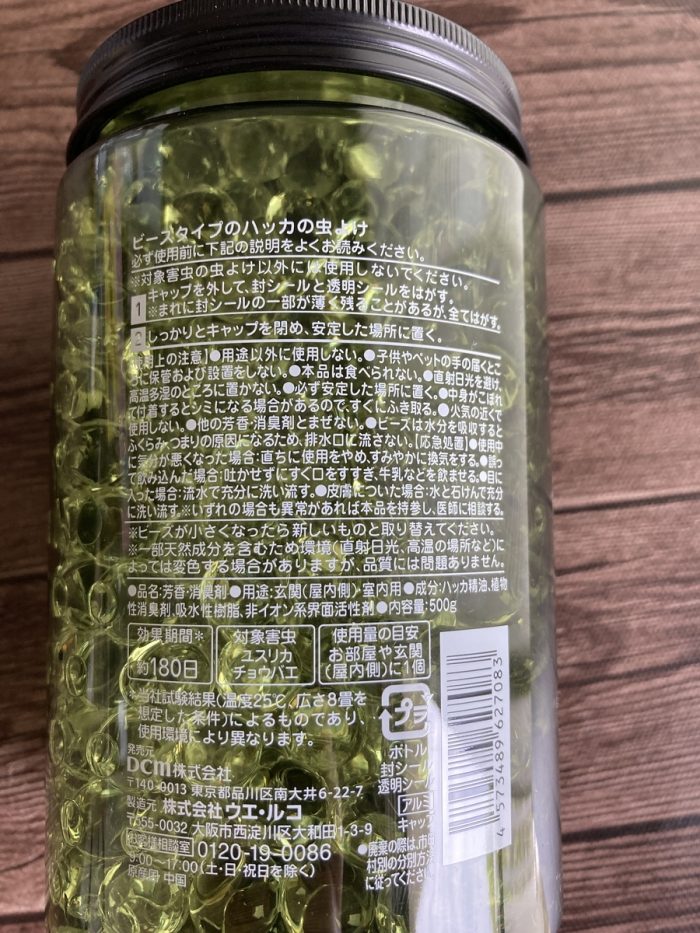 ビーズタイプのハッカの虫よけ
必ず使用前に下記の説明をよくお読みください。
※対象害虫の虫よけ以外には使用しないでください。
1 キャップを外して、封シールと透明シールをはがす。
※まれに封シールの一部が薄く残ることがあるが、全てはがす。
2 しっかりとキャップを閉め、安定した場所に置く。
【使用上の注意】●用途以外に使用しない。●子供やペットの手の届くとこ
ろに保管および設置をしない。●本品は食べられない。●直射日光を避け、
高温多湿のところに置かない。●必ず安定した場所に置く。●中身がこぼれ
て付着するとシミになる場合があるので、すぐにふき取る。●火気の近くで
使用しない。●他の芳香・消臭剤とまぜない。●ビーズは水分を吸収すると
ふくらみ、つまりの原因になるため、排水口に流さない。【応急処置】●使用中
に気分が悪くなった場合:直ちに使用をやめ、すみやかに換気をする。●誤っ
て飲み込んだ場合:吐かせずにすぐ口をすすぎ、牛乳などを飲ませる。●目に
入った場合:流水で充分に洗い流す。●皮膚についた場合:水と石けんで充分
に洗い流す。※いずれの場合も異常があれば本品を持参し、医師に相談する。
※ビーズが小さくなったら新しいものと取り替えてください。
※一部天然成分を含むため環境(直射日光、高温の場所など)に
よっては変色する場合がありますが、品質には問題ありません。
●品名:芳香・消臭剤 ●用途:玄関(屋内側)・室内用 ●成分:ハッカ精油、植物
性消臭剤、吸水性樹脂、非イオン系界面活性剤 ●内容量:500g
効果期間※
約180日
対象害虫
ユスリカ
チョウバエ
使用量の目安
お部屋や玄関
(屋内側)に1個
※当社試験結果(温度25℃、広さ8畳を
想定した条件)によるものであり、
使用環境により異なります。
発売元
DCM株式会社
〒140-0013 東京都品川区南大井6-22-7
製造元 株式会社ウエ・ルコ
〒555-0032 大阪市西淀川区大和田1-3-9
お客様相談室 0120-19-0086
9:00〜17:00(土・日・祝日を除く)
原産国 中国
プラ
ボトル
封シール
透明シール
アルミ
キャップ
●廃棄の際は、市町
村別の分別方法
に従ってください。
4 573489 627083